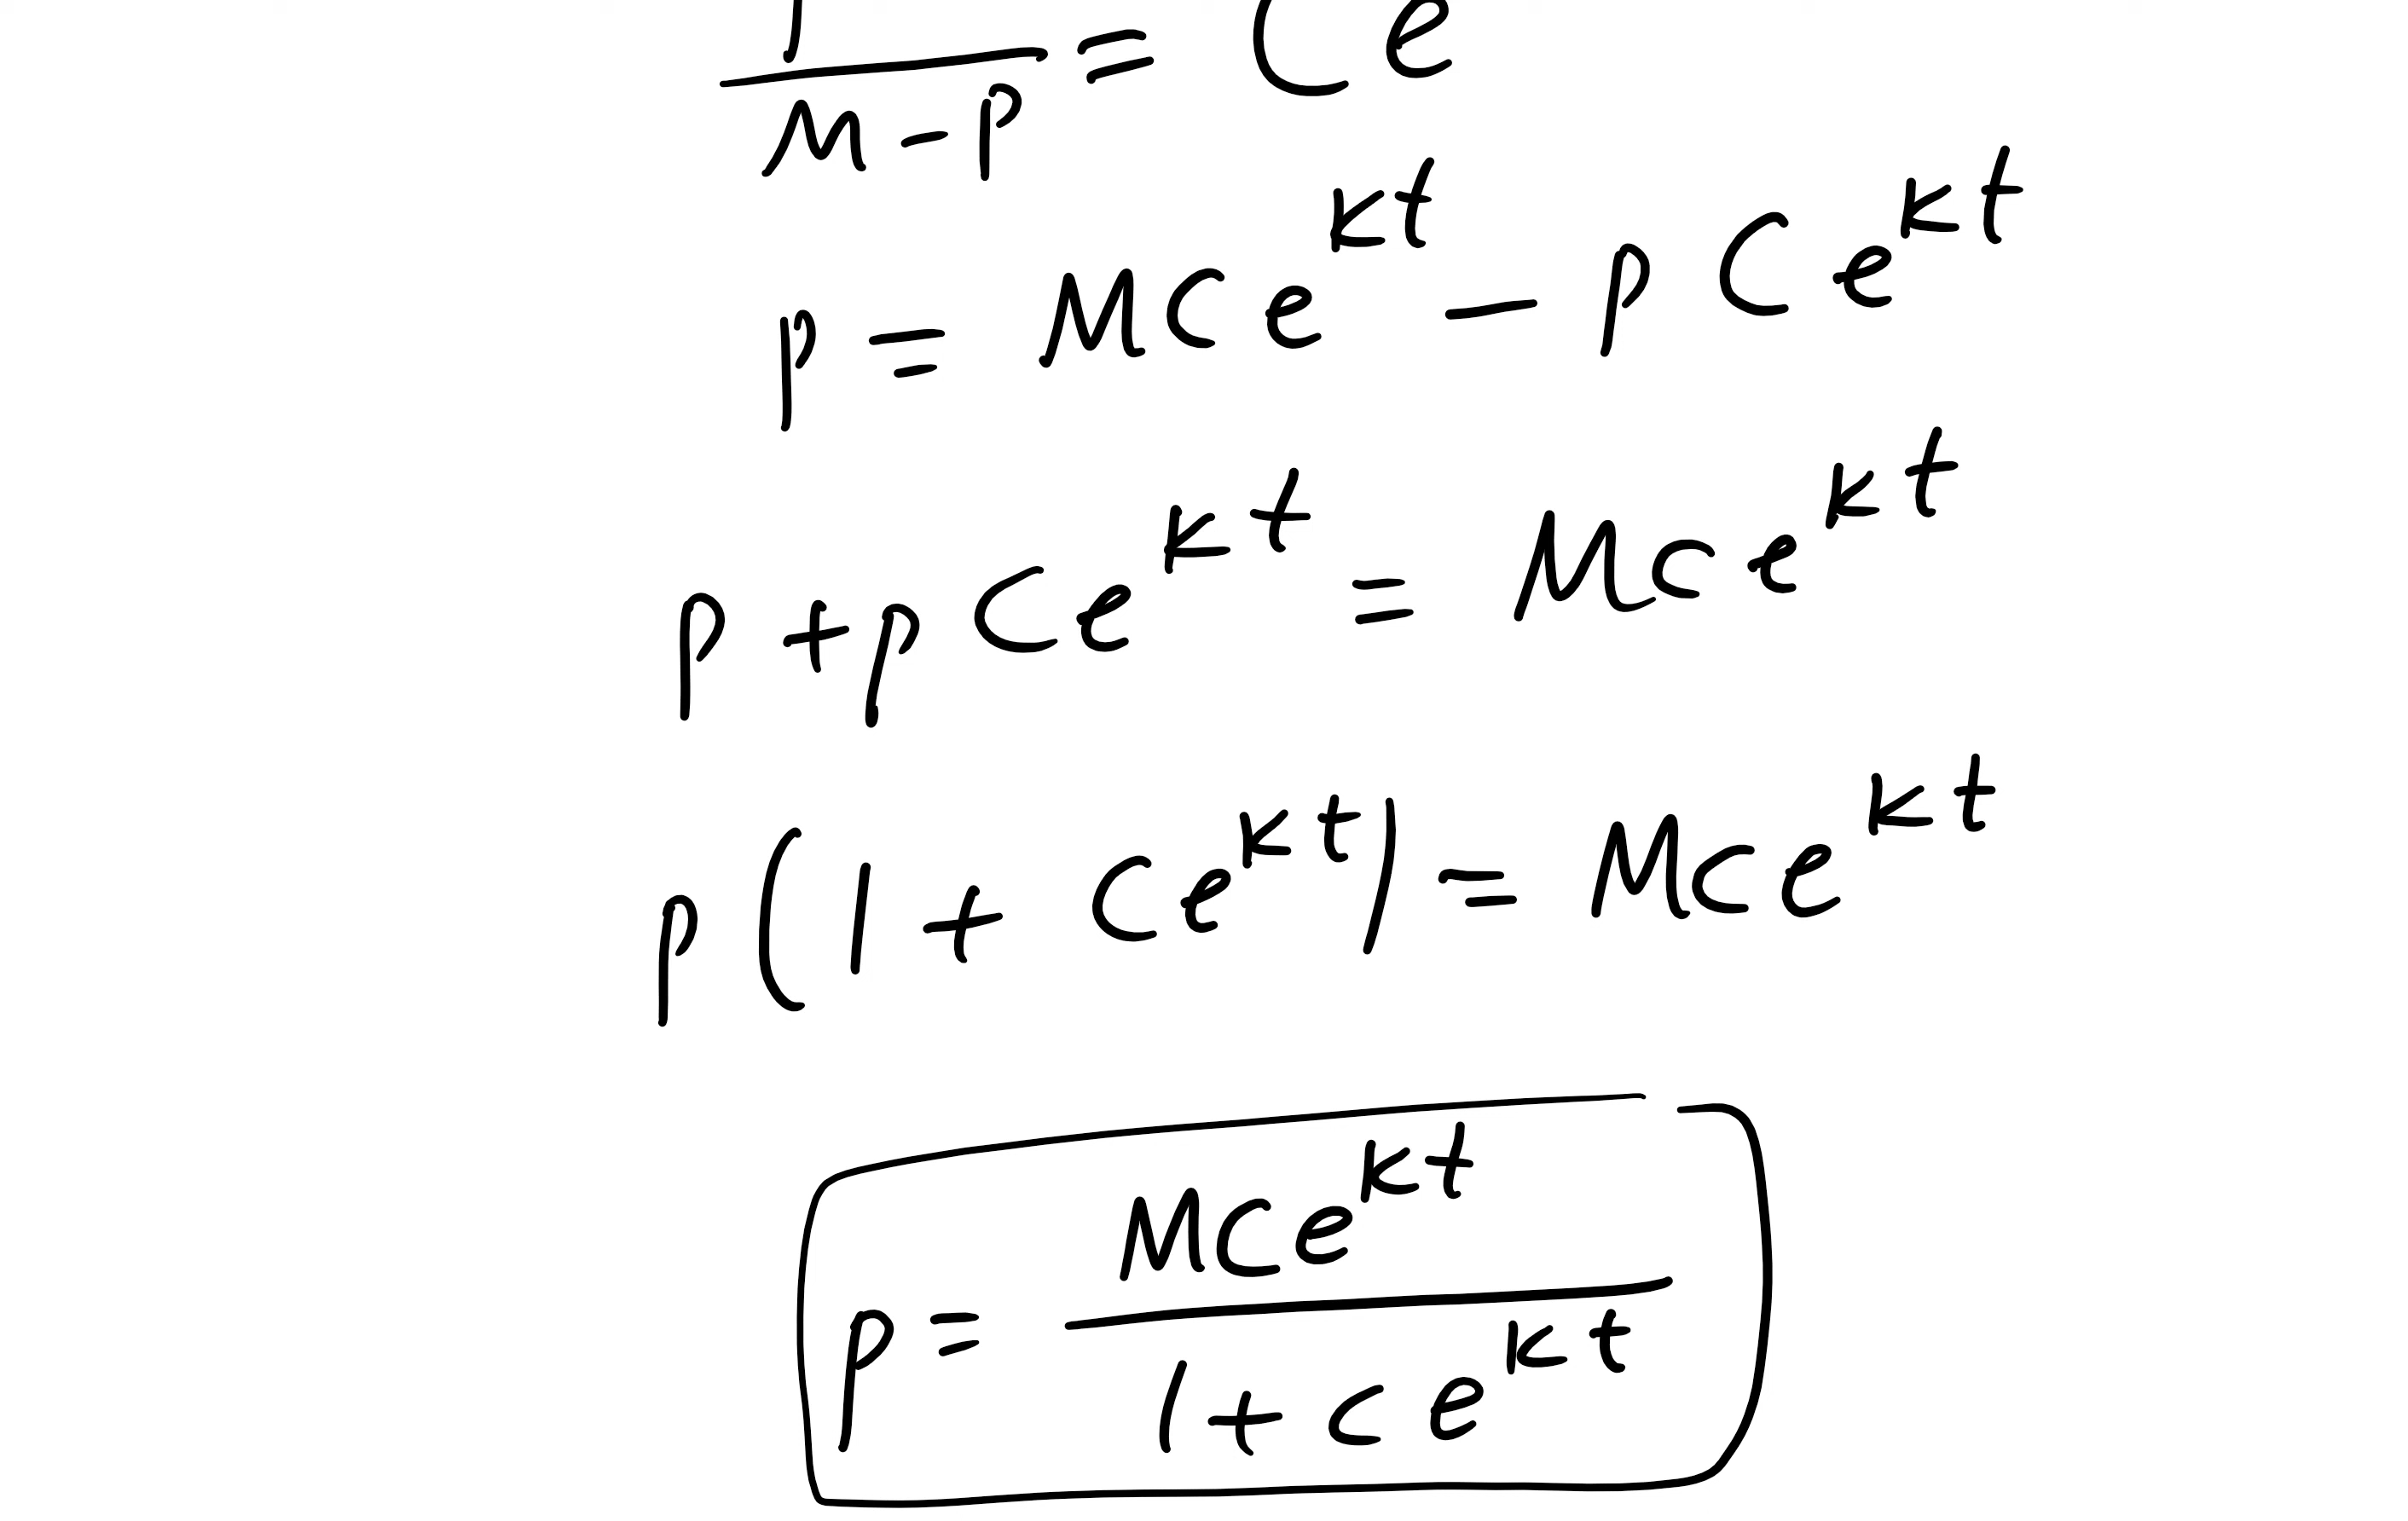 / (M - P) = Ce
P = MCe^{kt} - PCe^{kt}
P + PCe^{kt} = MCe^{kt}
P(1 + Ce^{kt}) = MCe^{kt}
P = MCe^{kt} / (1 + Ce^{kt})